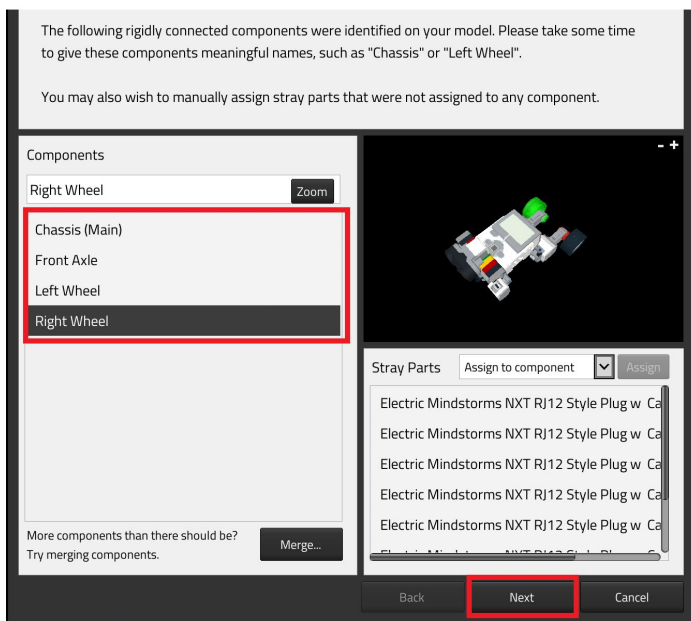 The following rigidly connected components were identified on your model. Please take some time
to give these components meaningful names, such as "Chassis" or "Left Wheel".
You may also wish to manually assign stray parts that were not assigned to any component.
Components
- +
Right Wheel
Zoom
Chassis (Main)
Front Axle
Left Wheel
Right Wheel
Stray Parts
Assign to component
Assign
Electric Mindstorms NXT RJ12 Style Plug w Ca
Electric Mindstorms NXT RJ12 Style Plug w Ca
Electric Mindstorms NXT RJ12 Style Plug w Ca
Electric Mindstorms NXT RJ12 Style Plug w Ca
Electric Mindstorms NXT RJ12 Style Plug w Ca
More components than there should be?
Try merging components.
Merge...
Back
Next
Cancel